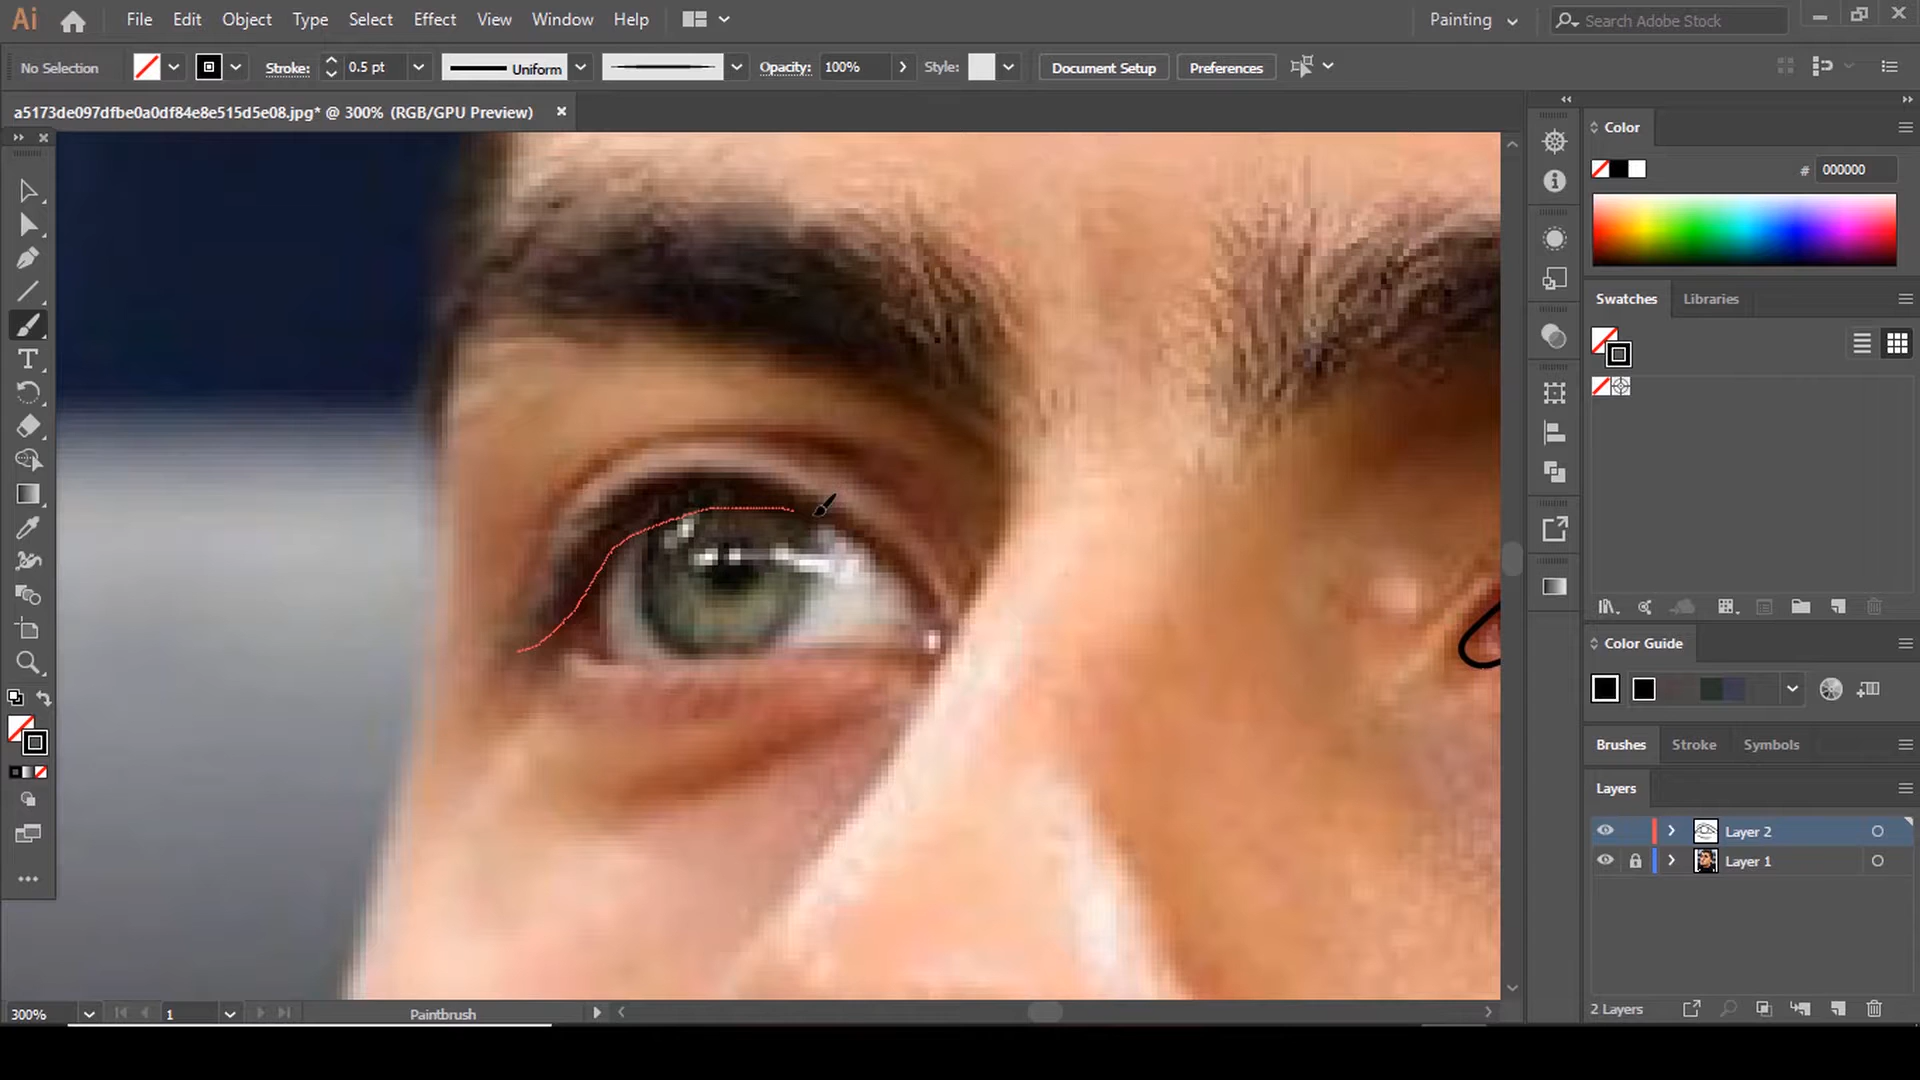 Ai File Edit Object Type Select Effect View Window Help Painting Search Adobe Stock
No Selection Stroke: 0.5 pt Uniform Opacity: 100% Style: Document Setup Preferences
a5173de097dfbe0a0df84e8e515d5e08.jpg* @ 300% (RGB/GPU Preview)
Color
# 000000
Swatches Libraries
Color Guide
Brushes Stroke Symbols
Layers
Layer 2
Layer 1
2 Layers
300% 1 Paintbrush